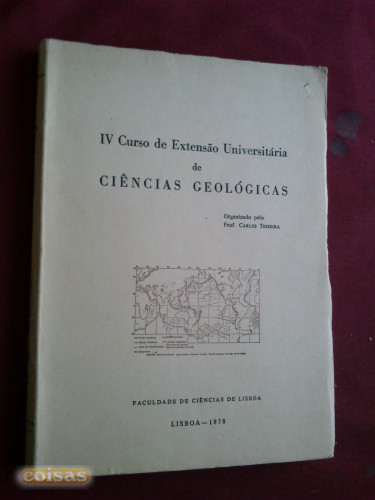 IV Curso de Extensão Universitária
de
CIÊNCIAS GEOLÓGICAS
Organizado pelo
Prof. CARLOS TEIXEIRA
FACULDADE DE CIÊNCIAS DE LISBOA
LISBOA—1978
coisas